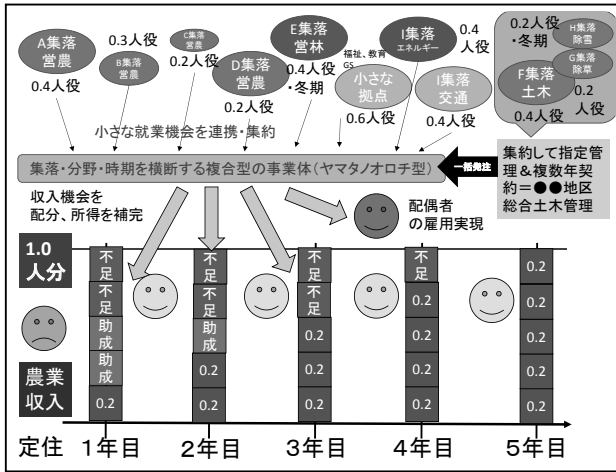 A集落
営農
0.4人役
0.3人役
B集落
営農
C集落
営農
0.2人役
D集落
営農
0.2人役
E集落
営林
0.4人役
・冬期
福祉、教育
GS
小さな
拠点
0.6人役
I集落
エネルギー
0.4
人役
I集落
交通
0.4人役
0.2人役
・冬期
H集落
除雪
G集落
除草
F集落
土木
0.2
人役
0.4人役
小さな就業機会を連携・集約
集落・分野・時期を横断する複合型の事業体（ヤマタノオロチ型）
一括発注
集約して指定管
理＆複数年契
約＝●●地区
総合土木管理
収入機会を
配分、所得を補完
配偶者
の雇用実現
1.0
人分
農業
収入
不足
不足
助成
助成
0.2
不足
不足
助成
0.2
0.2
不足
不足
0.2
0.2
0.2
不足
0.2
0.2
0.2
0.2
0.2
0.2
0.2
0.2
0.2
定住
1年目
2年目
3年目
4年目
5年目